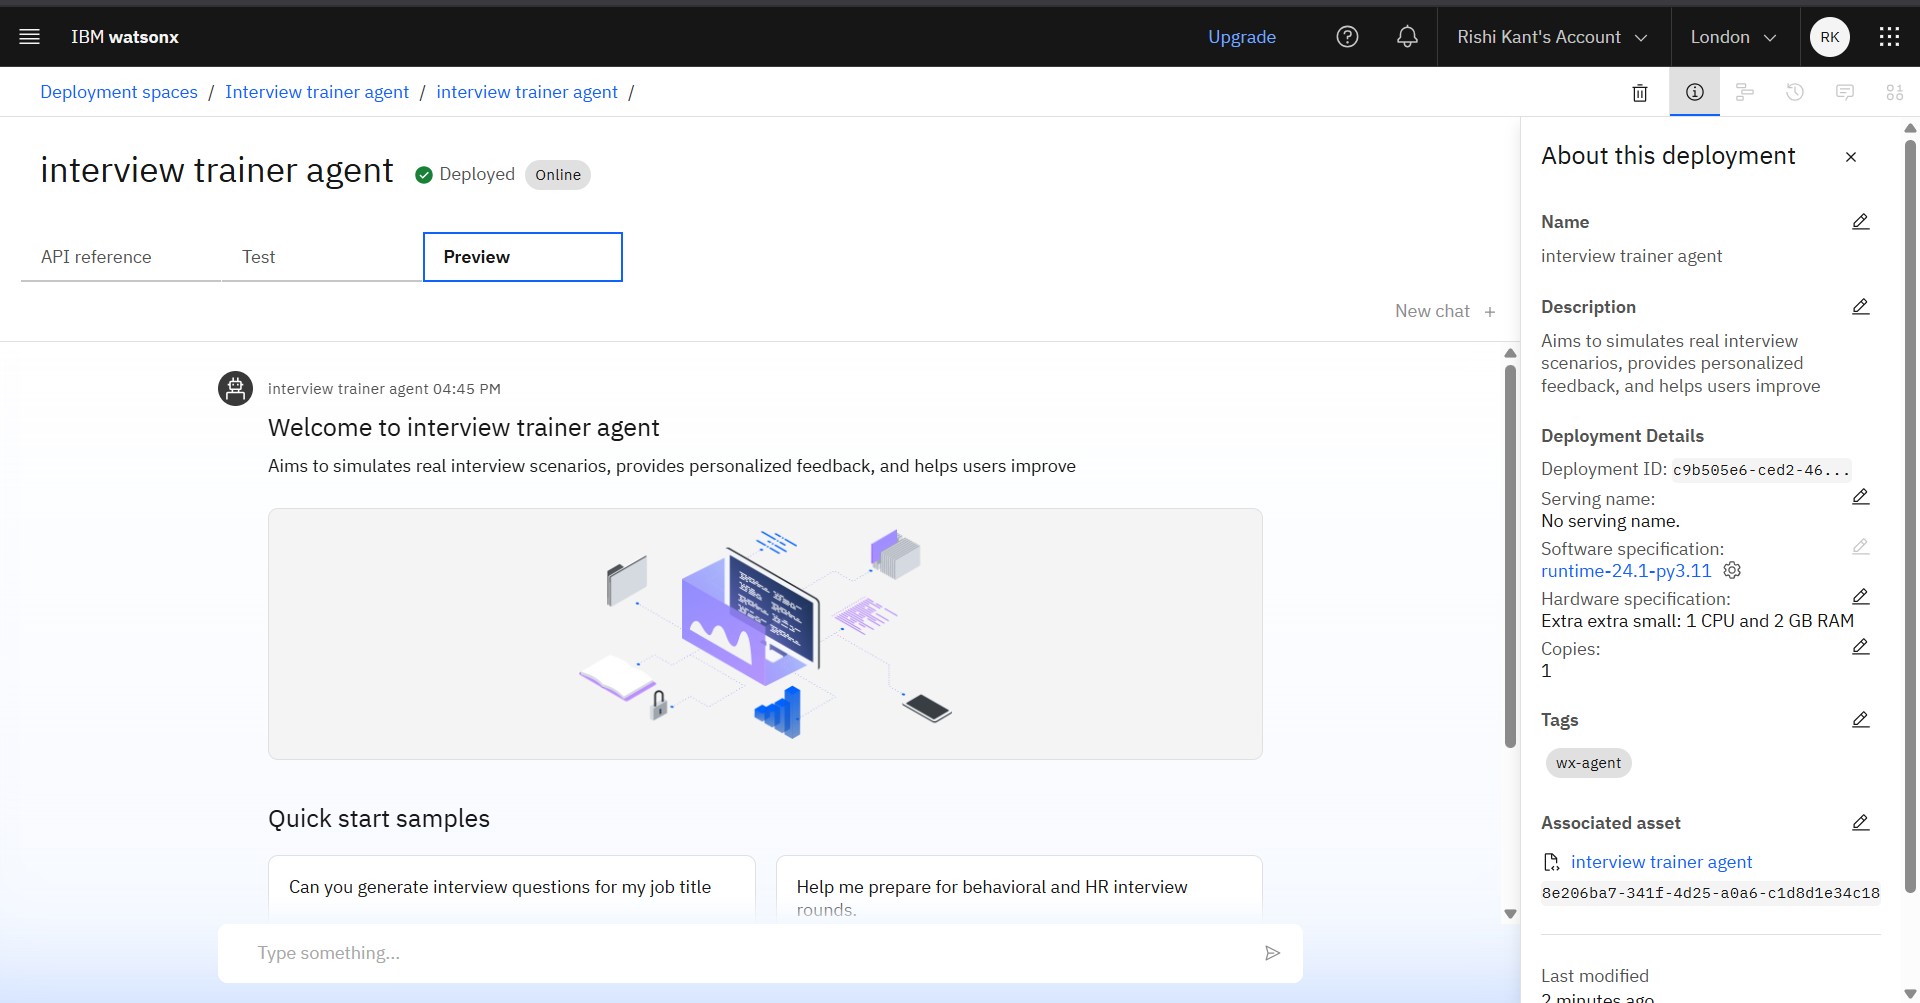 IBM watsonx
Upgrade
Rishi Kant's Account
London
RK
Deployment spaces / Interview trainer agent / interview trainer agent /
interview trainer agent
Deployed
Online
API reference
Test
Preview
New chat +
interview trainer agent 04:45 PM
Welcome to interview trainer agent
Aims to simulates real interview scenarios, provides personalized feedback, and helps users improve
Quick start samples
Can you generate interview questions for my job title
Help me prepare for behavioral and HR interview
rounds.
Type something...
About this deployment
Name
interview trainer agent
Description
Aims to simulates real interview
scenarios, provides personalized
feedback, and helps users improve
Deployment Details
Deployment ID: c9b505e6-ced2-46...
Serving name:
No serving name.
Software specification:
runtime-24.1-py3.11
Hardware specification:
Extra extra small: 1 CPU and 2 GB RAM
Copies:
1
Tags
wx-agent
Associated asset
interview trainer agent
8e206ba7-341f-4d25-a0a6-c1d8d1e34c18
Last modified
2 minutes ago